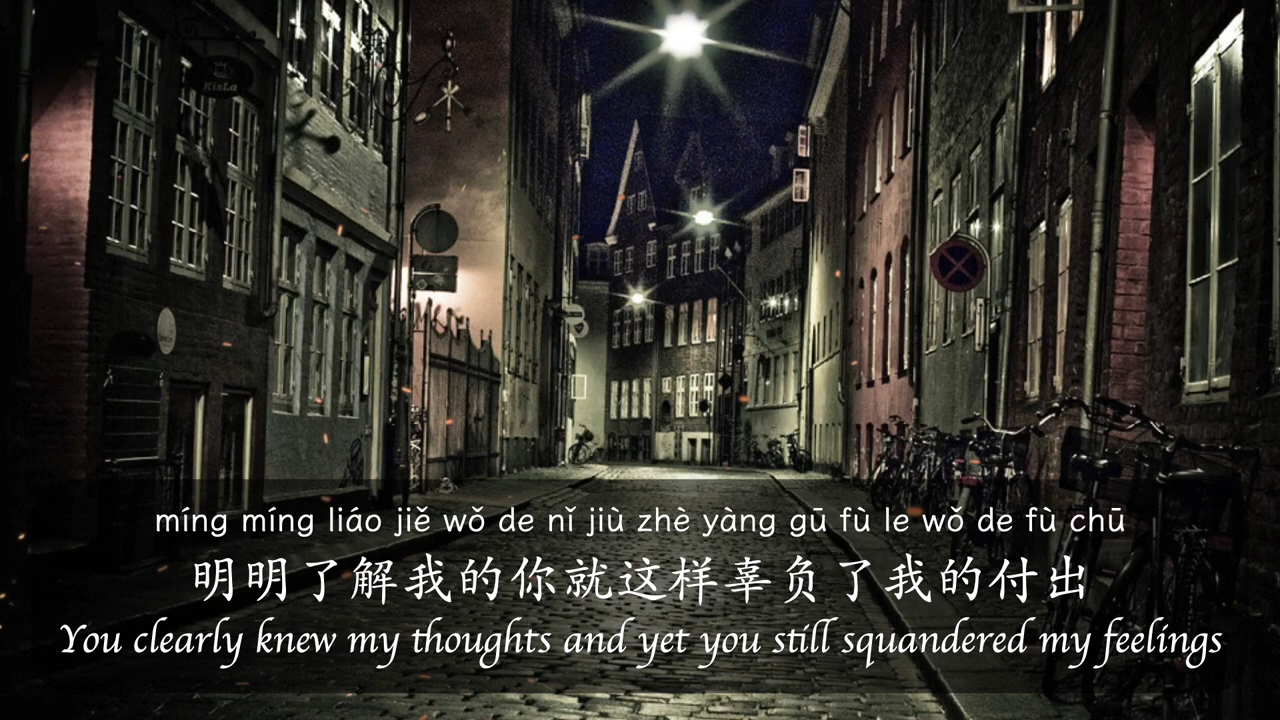 KisLa
míng míng liáo jiě wǒ de nǐ jiù zhè yàng gū fù le wǒ de fù chū
明明了解我的你就这样辜负了我的付出
You clearly knew my thoughts and yet you still squandered my feelings